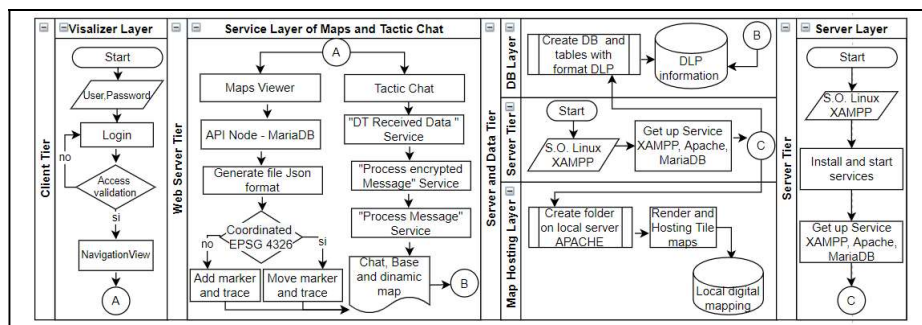 Client Tier
Visalizer Layer
Start
User,Password
Login
no
Access
validation
si
NavigationView
A
Web Server Tier
Service Layer of Maps and Tactic Chat
A
Maps Viewer
API Node - MariaDB
Generate file Json
format
Coordinated
EPSG 4326
no
si
Add marker
and trace
Move marker
and trace
Tactic Chat
"DT Received Data "
Service
"Process encrypted
Message" Service
"Process Message"
Service
Chat, Base
and dinamic
map
B
Server and Data Tier
DB Layer
Create DB and
tables with
format DLP
DLP
information
B
Server Tier
Start
S.O. Linux
XAMPP
Get up Service
XAMPP, Apache,
MariaDB
C
Map Hosting Layer
Create folder
on local server
APACHE
Render and
Hosting Tile
maps
Local digital
mapping
Server Tier
Server Layer
Start
S.O. Linux
XAMPP
Install and start
services
Get up Service
XAMPP, Apache,
MariaDB
C